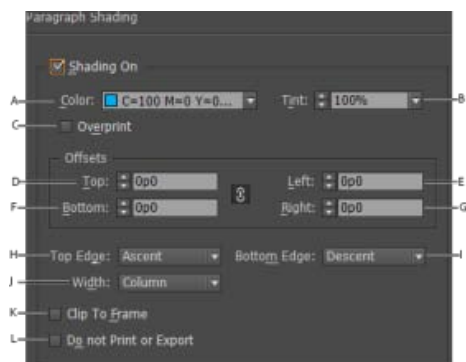 Paragraph Shading
Shading On
A Color: C=100 M=0 Y=0... Tint: 100% B
C Overprint
Offsets
D Top: 0p0 Left: 0p0 E
F Bottom: 0p0 Right: 0p0 G
H Top Edge: Ascent Bottom Edge: Descent I
J Width: Column
K Clip To Frame
L Do not Print or Export